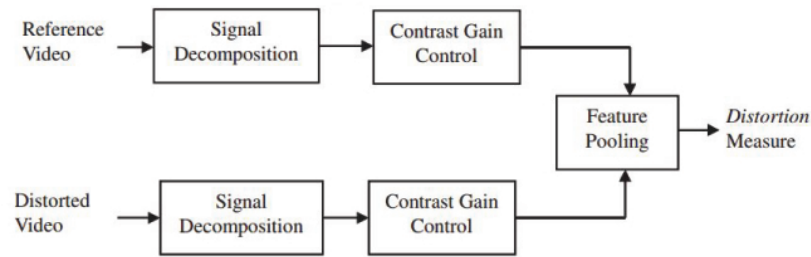 Reference
Video
Signal
Decomposition
Contrast Gain
Control
Feature
Pooling
Distortion
Measure
Distorted
Video
Signal
Decomposition
Contrast Gain
Control